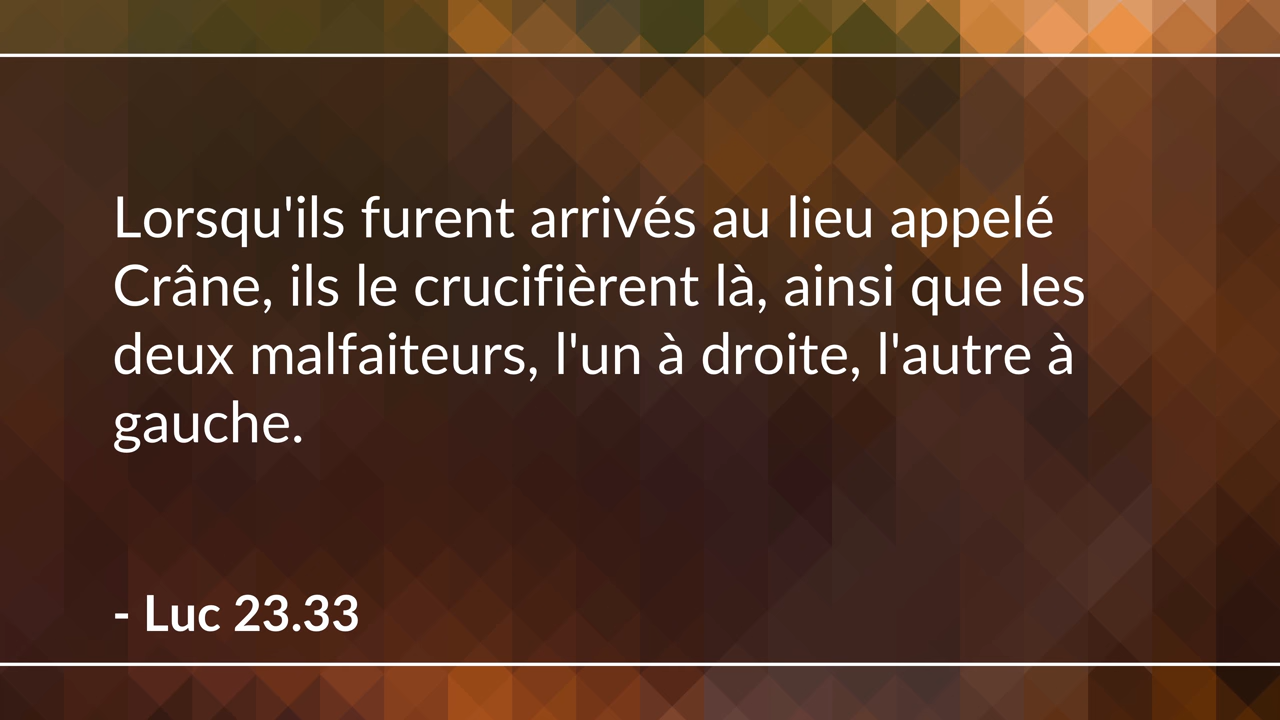 Lorsqu'ils furent arrivés au lieu appelé
Crâne, ils le crucifièrent là, ainsi que les
deux malfaiteurs, l'un à droite, l'autre à
gauche.
- Luc 23.33